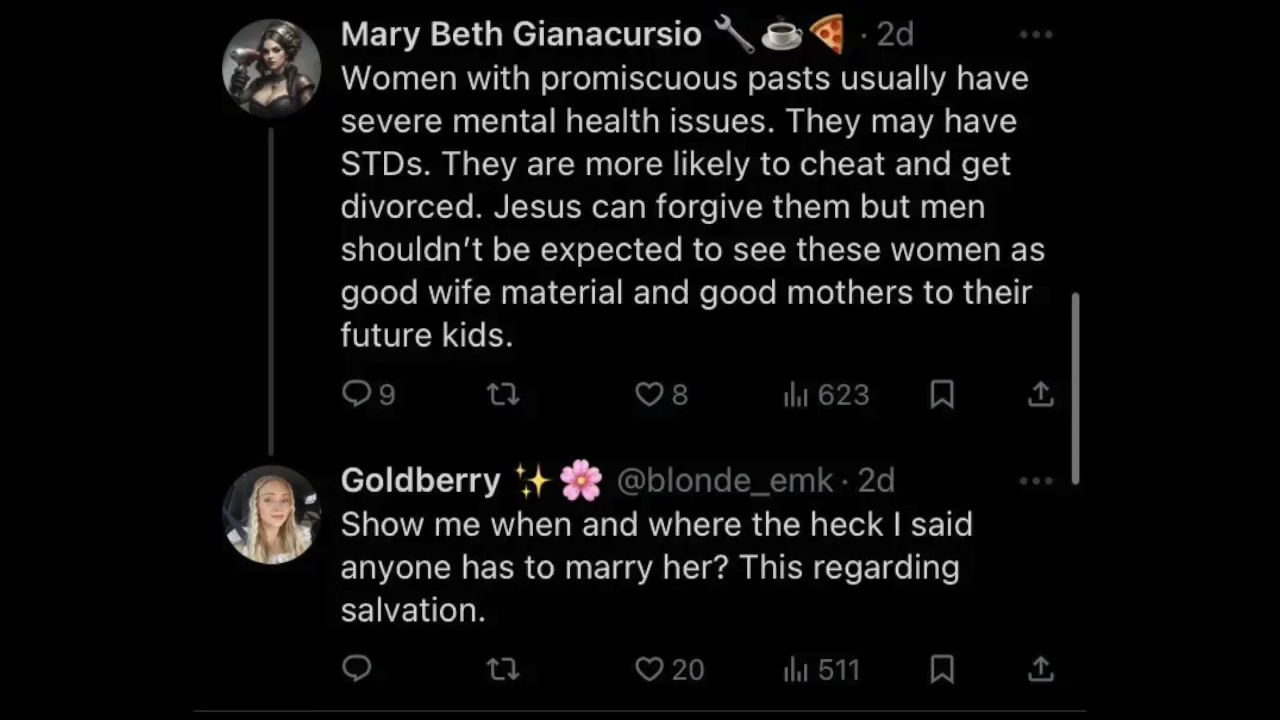 Mary Beth Gianacursio 🔧☕🍕 · 2d
Women with promiscuous pasts usually have
severe mental health issues. They may have
STDs. They are more likely to cheat and get
divorced. Jesus can forgive them but men
shouldn’t be expected to see these women as
good wife material and good mothers to their
future kids.
9 8 623
Goldberry ✨🌸 @blonde_emk · 2d
Show me when and where the heck I said
anyone has to marry her? This regarding
salvation.
20 511